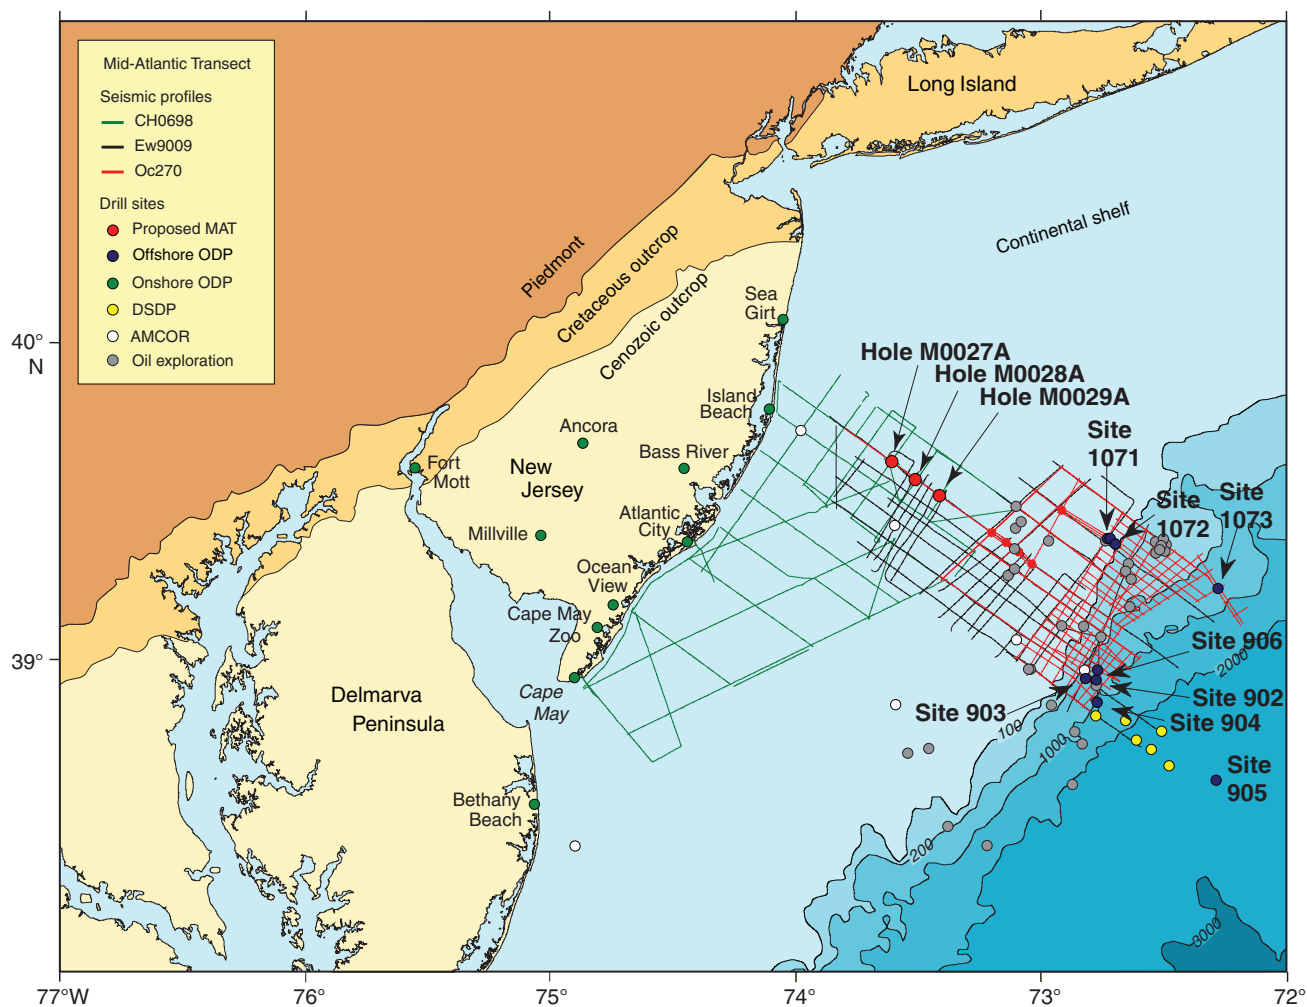 Mid-Atlantic Transect
Seismic profiles
CH0698
Ew9009
Oc270
Drill sites
Proposed MAT
Offshore ODP
Onshore ODP
DSDP
AMCOR
Oil exploration
Long Island
Continental shelf
Piedmont
Cretaceous outcrop
Cenozoic outcrop
Sea
Girt
40°
N
Hole M0027A
Hole M0028A
Hole M0029A
Island
Beach
Ancora
Bass River
Site
1071
Fort
Mott
New
Jersey
Site
1072
Site
1073
Atlantic
City
Millville
Ocean
View
Cape May
Zoo
39°
Site 906
2000
Cape
May
Delmarva
Peninsula
Site 903
Site 902
Site 904
100
1000
Site
905
Bethany
Beach
200
3000
77°W
76°
75°
74°
73°
72°